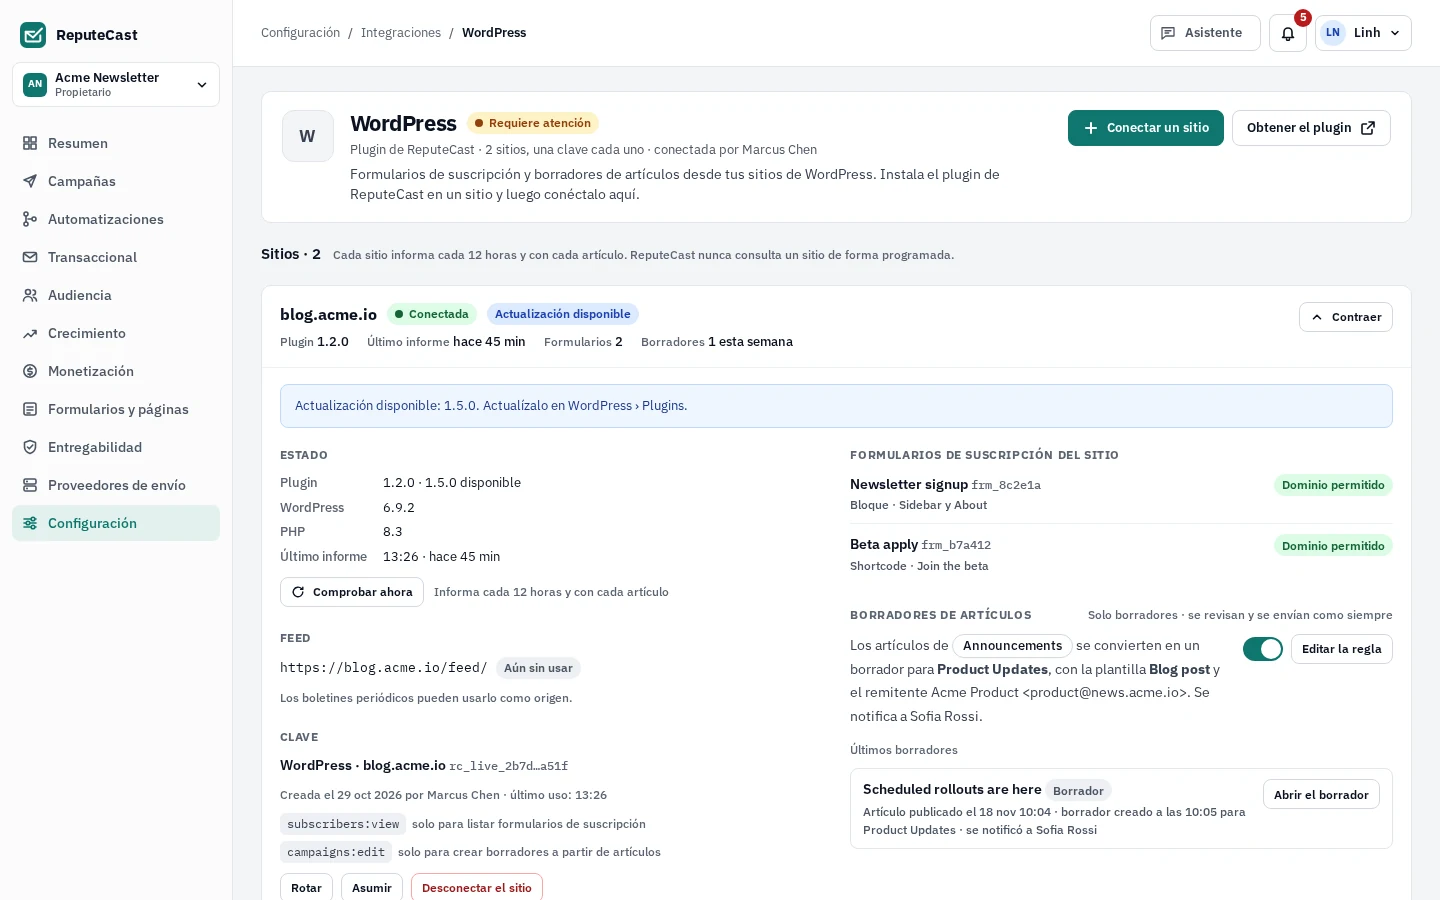 ReputeCast
AN
Acme Newsletter
Propietario
Resumen
Campañas
Automatizaciones
Transaccional
Audiencia
Crecimiento
Monetización
Formularios y páginas
Entregabilidad
Proveedores de envío
Configuración
Configuración / Integraciones / WordPress
Asistente
5
LN Linh
W
WordPress Requiere atención
Plugin de ReputeCast · 2 sitios, una clave cada uno · conectada por Marcus Chen
Formularios de suscripción y borradores de artículos desde tus sitios de WordPress. Instala el plugin de
ReputeCast en un sitio y luego conéctalo aquí.
Conectar un sitio
Obtener el plugin
Sitios · 2 Cada sitio informa cada 12 horas y con cada artículo. ReputeCast nunca consulta un sitio de forma programada.
blog.acme.io Conectada Actualización disponible
Contraer
Plugin 1.2.0 Último informe hace 45 min Formularios 2 Borradores 1 esta semana
Actualización disponible: 1.5.0. Actualízalo en WordPress › Plugins.
ESTADO
Plugin 1.2.0 · 1.5.0 disponible
WordPress 6.9.2
PHP 8.3
Último informe 13:26 · hace 45 min
Comprobar ahora Informa cada 12 horas y con cada artículo
FEED
https://blog.acme.io/feed/ Aún sin usar
Los boletines periódicos pueden usarlo como origen.
CLAVE
WordPress · blog.acme.io rc_live_2b7d…a51f
Creada el 29 oct 2026 por Marcus Chen · último uso: 13:26
subscribers:view solo para listar formularios de suscripción
campaigns:edit solo para crear borradores a partir de artículos
Rotar Asumir Desconectar el sitio
FORMULARIOS DE SUSCRIPCIÓN DEL SITIO
Newsletter signup frm_8c2e1a Dominio permitido
Bloque · Sidebar y About
Beta apply frm_b7a412 Dominio permitido
Shortcode · Join the beta
BORRADORES DE ARTÍCULOS Solo borradores · se revisan y se envían como siempre
Los artículos de Announcements se convierten en un
borrador para Product Updates, con la plantilla Blog post y
el remitente Acme Product <product@news.acme.io>. Se
notifica a Sofia Rossi.
Editar la regla
Últimos borradores
Scheduled rollouts are here Borrador
Artículo publicado el 18 nov 10:04 · borrador creado a las 10:05 para
Product Updates · se notificó a Sofia Rossi
Abrir el borrador